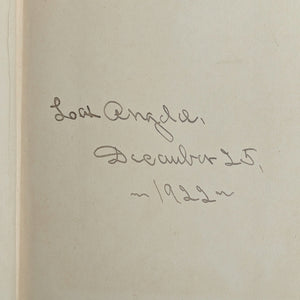 Los Angeles,
December 25,
~1922~